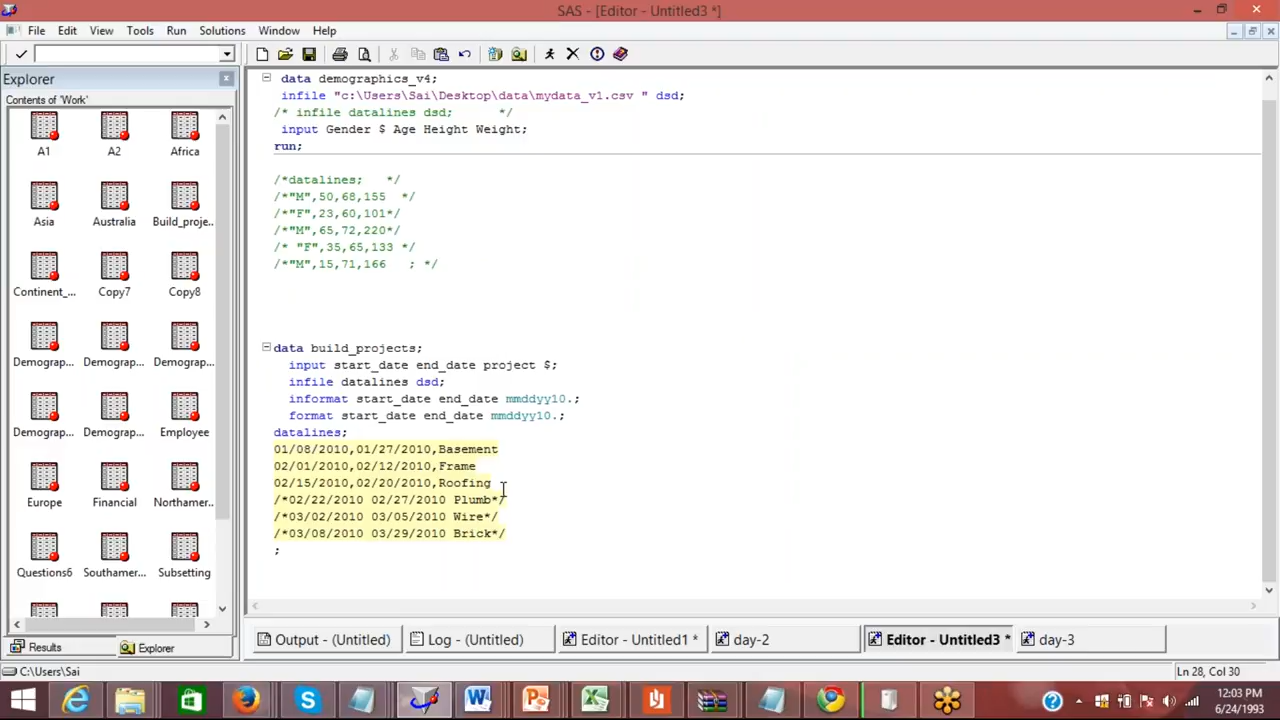 SAS - [Editor - Untitled3 *]
File Edit View Tools Run Solutions Window Help
Explorer
Contents of 'Work'
A1 A2 Africa
Asia Australia Build_proje..
Continent_... Copy7 Copy8
Demograp... Demograp... Demograp...
Demograp... Demograp... Employee
Europe Financial Northamer...
Questions6 Southamer... Subsetting
Results Explorer
data demographics_v4;
infile "c:\Users\Sai\Desktop\data\mydata_v1.csv " dsd;
/* infile datalines dsd; */
input Gender $ Age Height Weight;
run;
/*datalines; */
/*"M",50,68,155 */
/*"F",23,60,101*/
/*"M",65,72,220*/
/* "F",35,65,133 */
/*"M",15,71,166 ; */
data build_projects;
input start_date end_date project $;
infile datalines dsd;
informat start_date end_date mmddyy10.;
format start_date end_date mmddyy10.;
datalines;
01/08/2010,01/27/2010,Basement
02/01/2010,02/12/2010,Frame
02/15/2010,02/20/2010,Roofing
/*02/22/2010 02/27/2010 Plumb*/
/*03/02/2010 03/05/2010 Wire*/
/*03/08/2010 03/29/2010 Brick*/
;
Output - (Untitled) Log - (Untitled) Editor - Untitled1 * day-2 Editor - Untitled3 * day-3
C:\Users\Sai Ln 28, Col 30
12:03 PM
6/24/1993